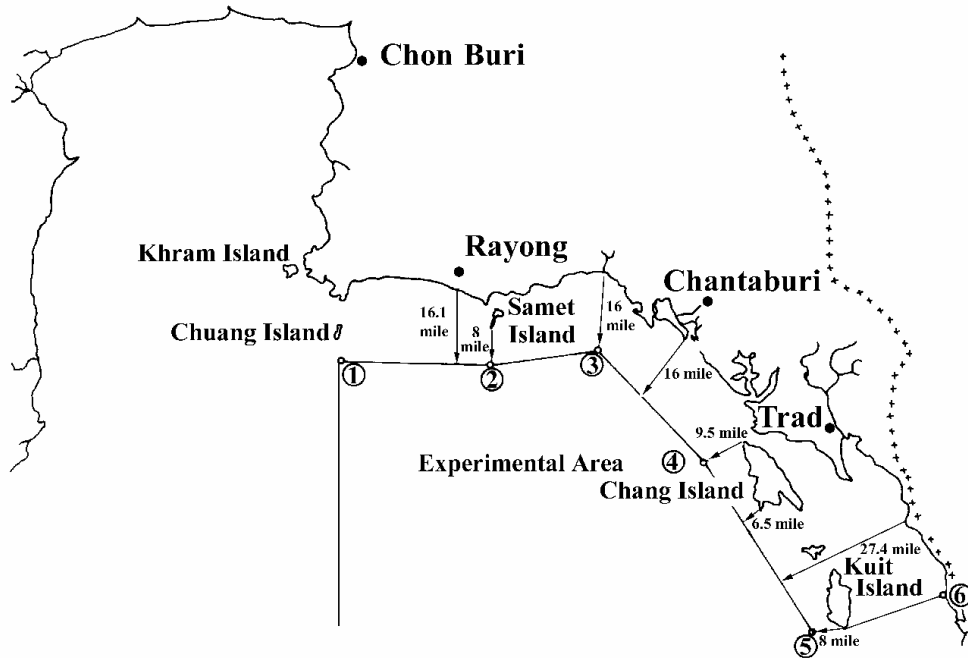 Chon Buri
Khram Island
Rayong
Chantaburi
Chuang Island
16.1
mile
8
mile
Samet
Island
16
mile
1
2
3
16 mile
Trad
9.5 mile
Experimental Area
4
Chang Island
6.5 mile
27.4 mile
Kuit
Island
6
5
8 mile